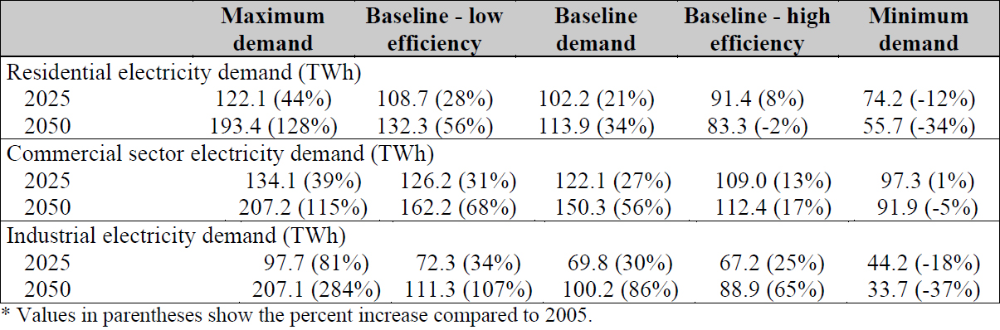 Maximum demand Baseline - low efficiency Baseline demand Baseline - high efficiency Minimum demand
Residential electricity demand (TWh)
2025 122.1 (44%) 108.7 (28%) 102.2 (21%) 91.4 (8%) 74.2 (-12%)
2050 193.4 (128%) 132.3 (56%) 113.9 (34%) 83.3 (-2%) 55.7 (-34%)
Commercial sector electricity demand (TWh)
2025 134.1 (39%) 126.2 (31%) 122.1 (27%) 109.0 (13%) 97.3 (1%)
2050 207.2 (115%) 162.2 (68%) 150.3 (56%) 112.4 (17%) 91.9 (-5%)
Industrial electricity demand (TWh)
2025 97.7 (81%) 72.3 (34%) 69.8 (30%) 67.2 (25%) 44.2 (-18%)
2050 207.1 (284%) 111.3 (107%) 100.2 (86%) 88.9 (65%) 33.7 (-37%)
* Values in parentheses show the percent increase compared to 2005.